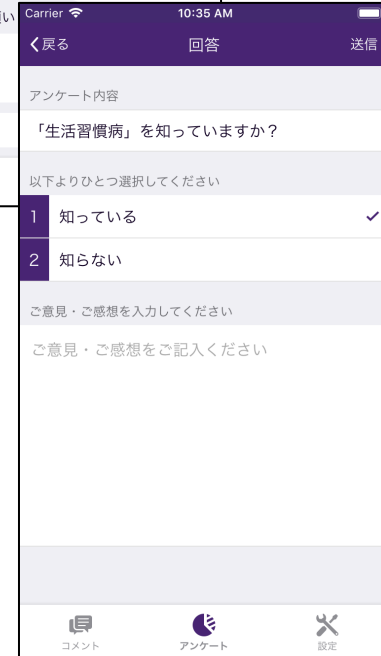 い
Carrier 10:35 AM
戻る 回答 送信
アンケート内容
「生活習慣病」を知っていますか？
以下よりひとつ選択してください
1 知っている
2 知らない
ご意見・ご感想を入力してください
ご意見・ご感想をご記入ください
コメント アンケート 設定